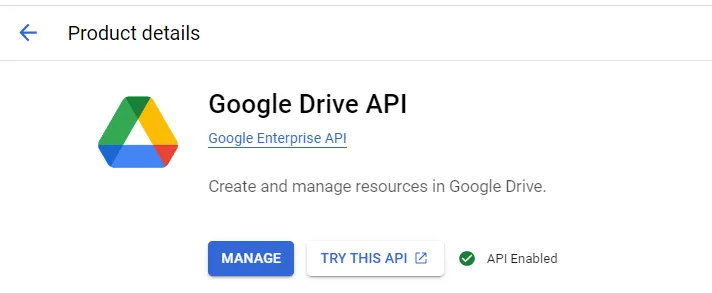 Product details
Google Drive API
Google Enterprise API
Create and manage resources in Google Drive.
MANAGE TRY THIS API API Enabled